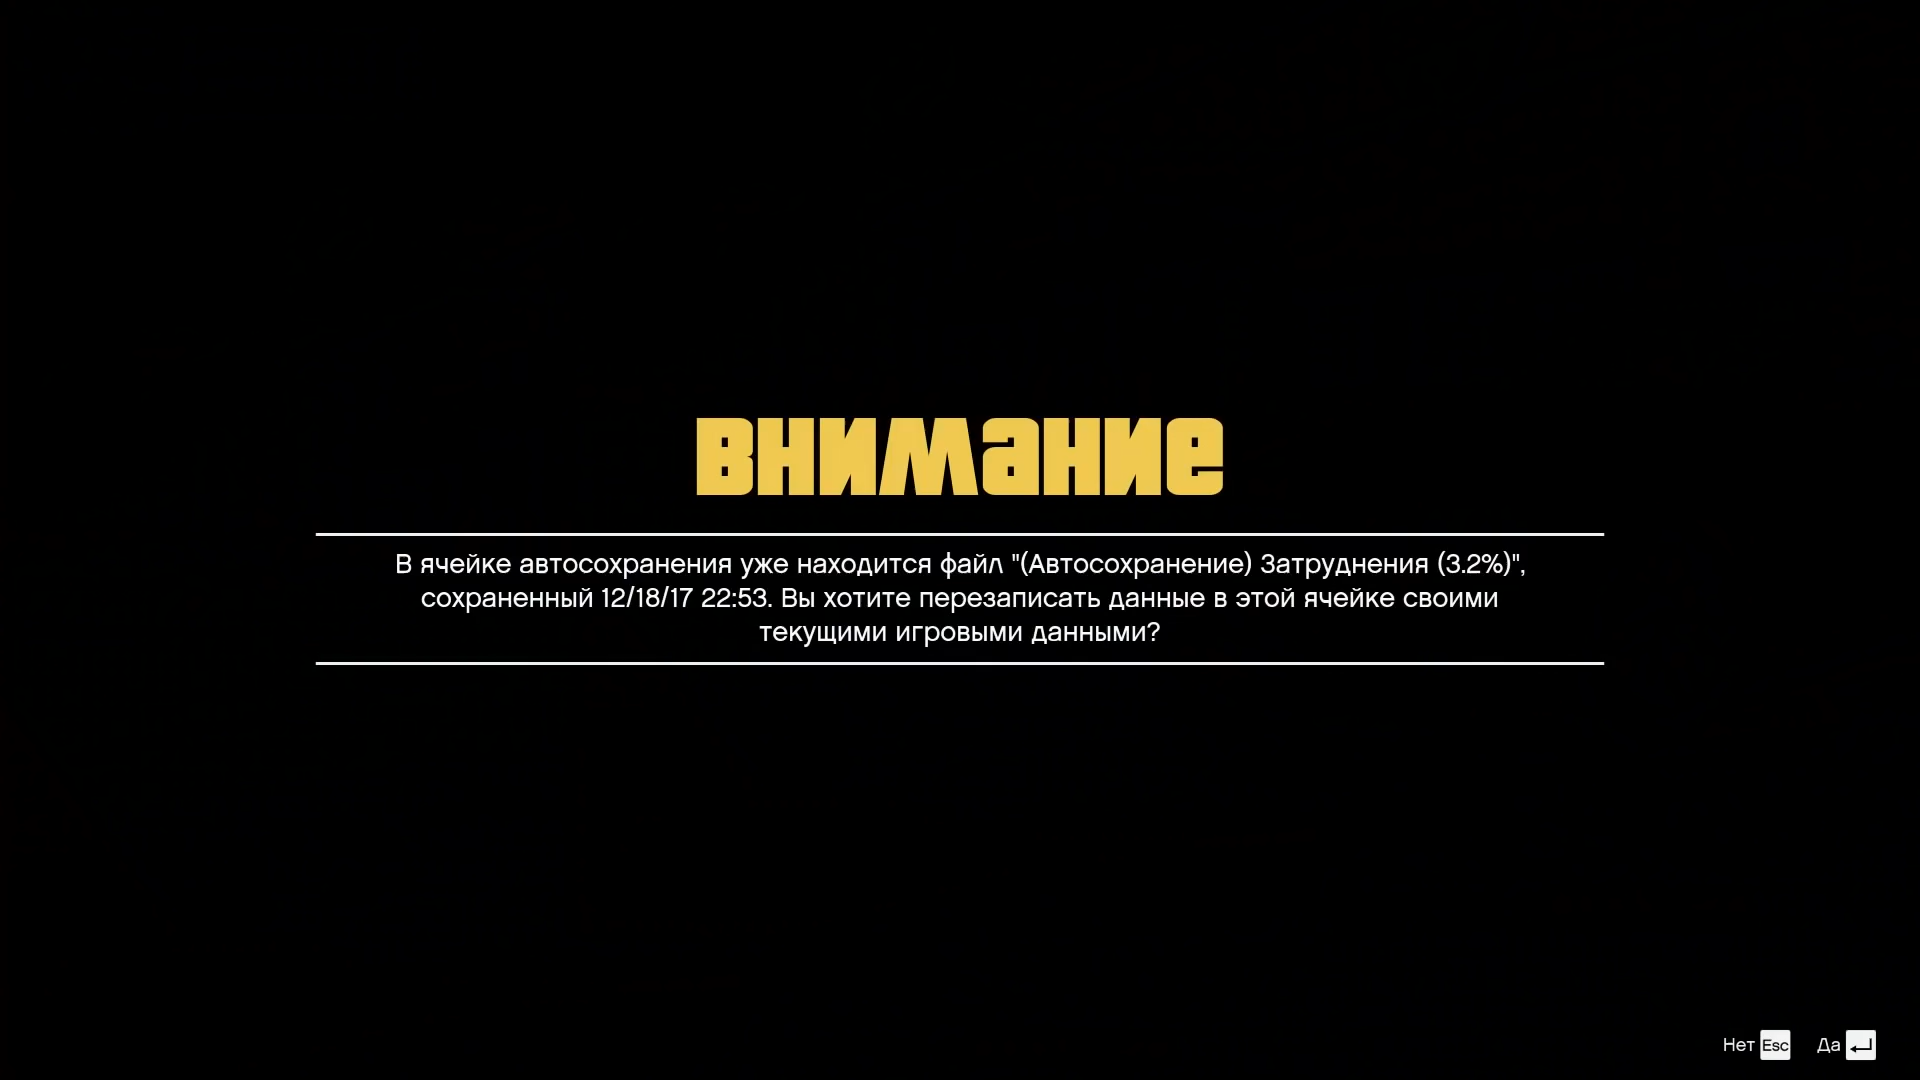 внимание
В ячейке автосохранения уже находится файл "(Автосохранение) Затруднения (3.2%)",
сохраненный 12/18/17 22:53. Вы хотите перезаписать данные в этой ячейке своими
текущими игровыми данными?
Нет Esc Да